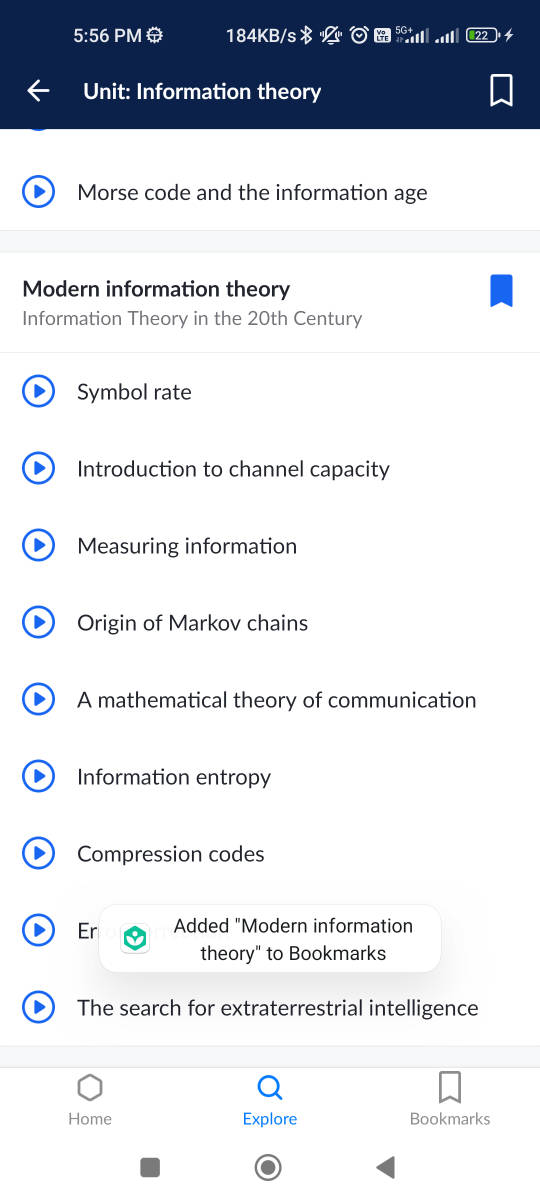 5:56 PM 184KB/s Vo LTE 5G+ 22
Unit: Information theory
Morse code and the information age
Modern information theory
Information Theory in the 20th Century
Symbol rate
Introduction to channel capacity
Measuring information
Origin of Markov chains
A mathematical theory of communication
Information entropy
Compression codes
Er
Added "Modern information
theory" to Bookmarks
The search for extraterrestrial intelligence
Home Explore Bookmarks